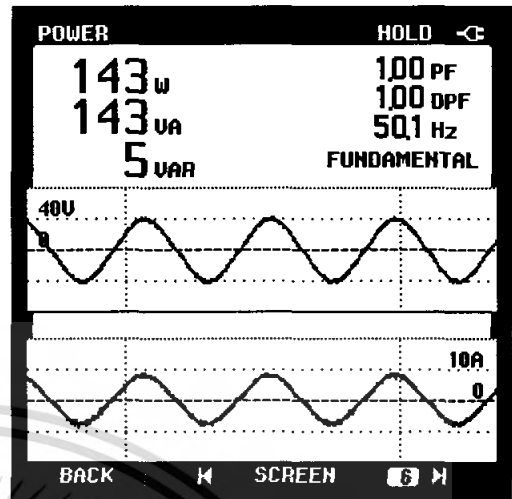 POWER HOLD
143 W 1.00 PF
143 VA 1.00 DPF
5 VAR 50.1 Hz
FUNDAMENTAL
40V
0
10A
0
BACK SCREEN 6